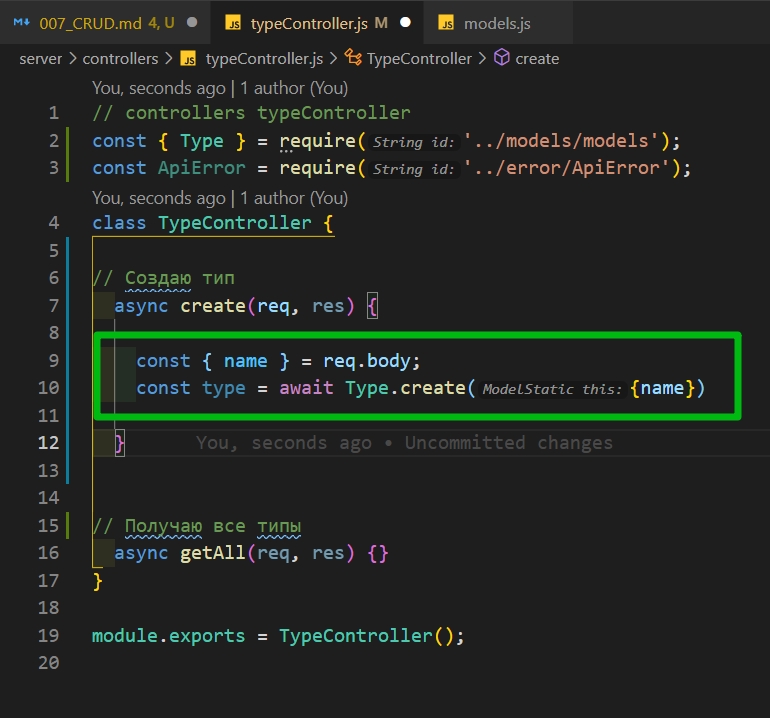 007_CRUD.md 4, U JS typeController.js M JS models.js
server > controllers > JS typeController.js > TypeController > create
You, seconds ago | 1 author (You)
1 // controllers typeController
2 const { Type } = require( String id: '../models/models');
3 const ApiError = require( String id: '../error/ApiError');
You, seconds ago | 1 author (You)
4 class TypeController {
5
6 // Создаю тип
7 async create(req, res) {
8
9 const { name } = req.body;
10 const type = await Type.create( ModelStatic this: {name})
11
12 } You, seconds ago • Uncommitted changes
13
14
15 // Получаю все типы
16 async getAll(req, res) {}
17 }
18
19 module.exports = TypeController();
20